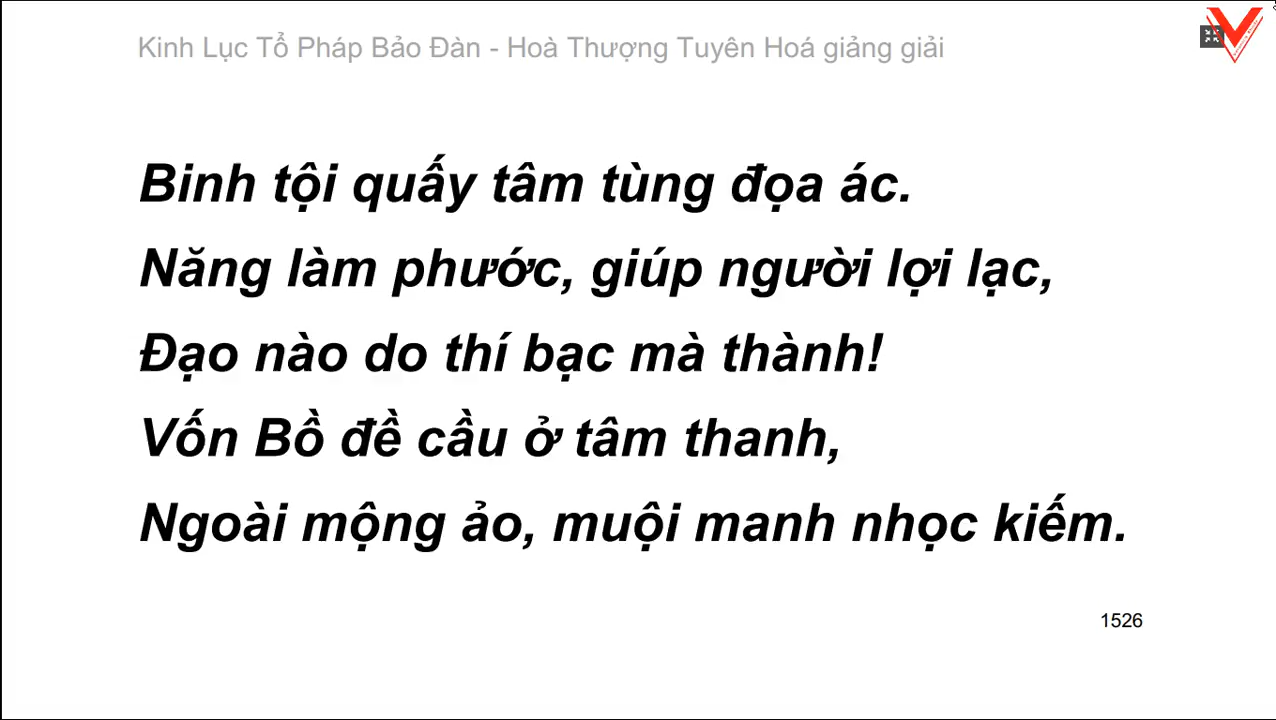 Kinh Lục Tổ Pháp Bảo Đàn - Hoà Thượng Tuyên Hoá giảng giải
Binh tội quấy tâm tùng đọa ác.
Năng làm phước, giúp người lợi lạc,
Đạo nào do thí bạc mà thành!
Vốn Bồ đề cầu ở tâm thanh,
Ngoài mộng ảo, muội manh nhọc kiếm.
1526